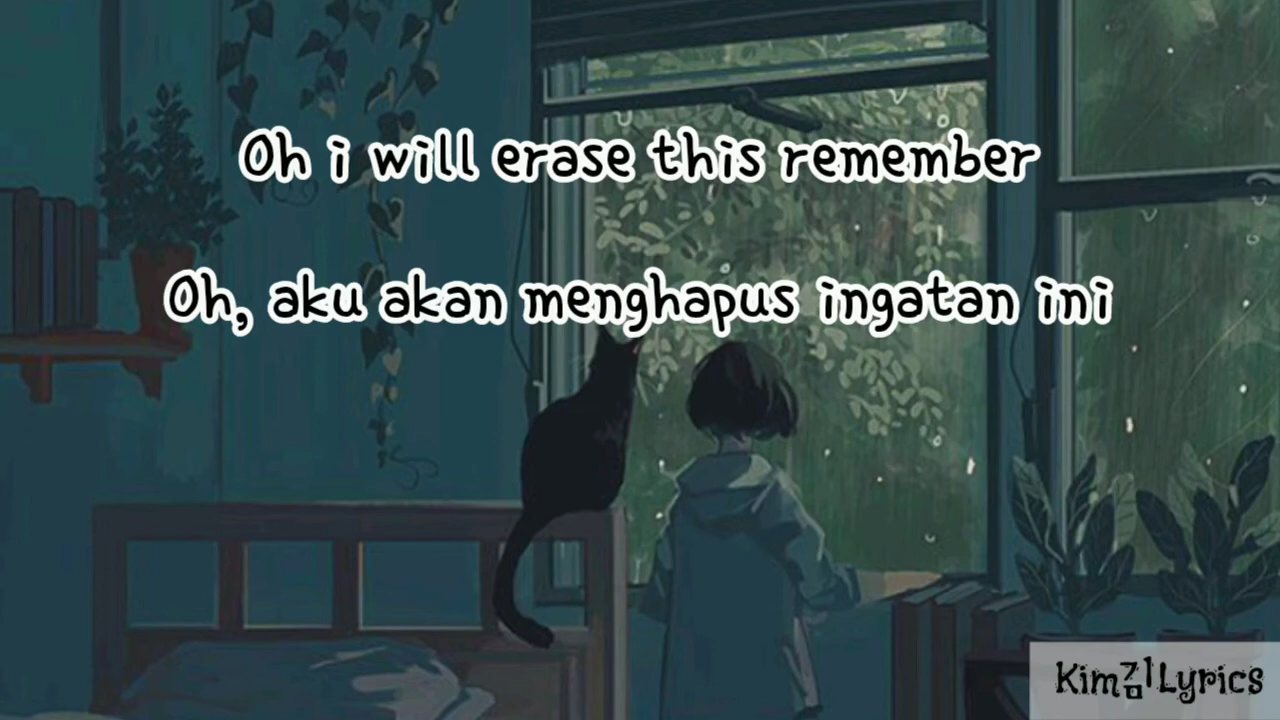 Oh i will erase this remember
Oh, aku akan menghapus ingatan ini
Kim김Lyrics